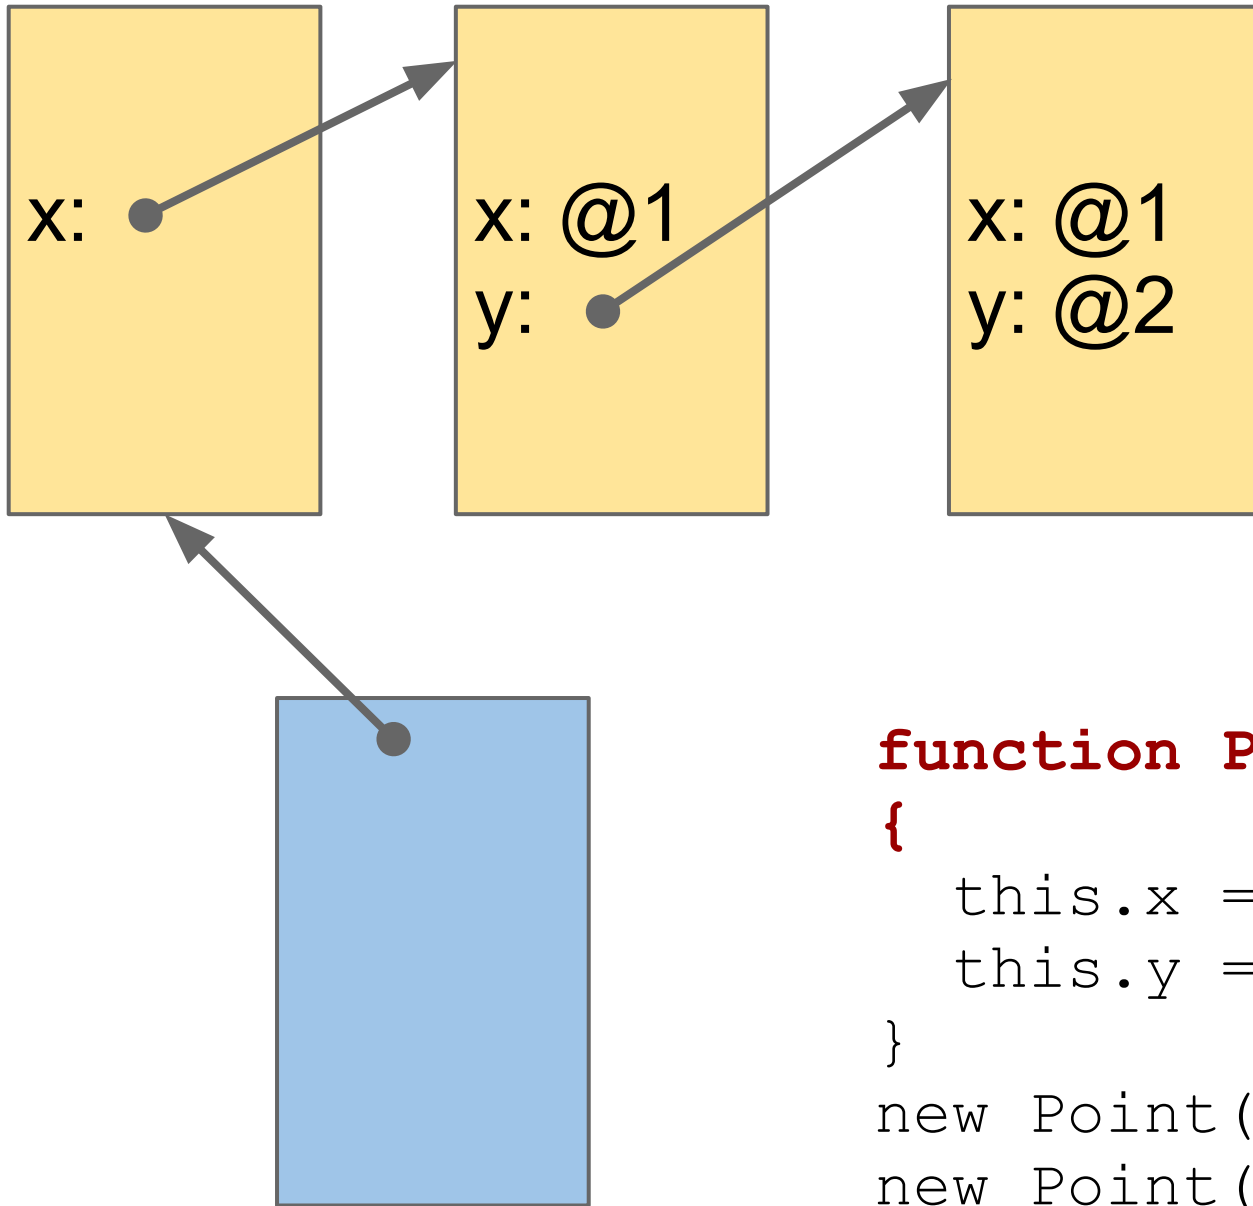 x:
x: @1
y:
x: @1
y: @2
function P
{
this.x =
this.y =
}
new Point(
new Point(